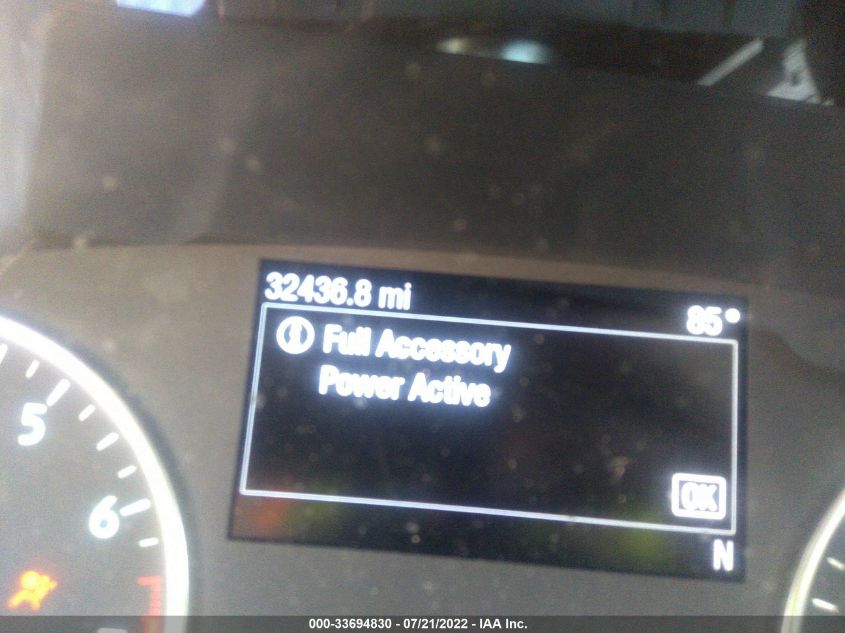 32436.8 mi 85°
Full Accessory
Power Active
OK
N
5
6
000-33694830 - 07/21/2022 - IAA Inc.